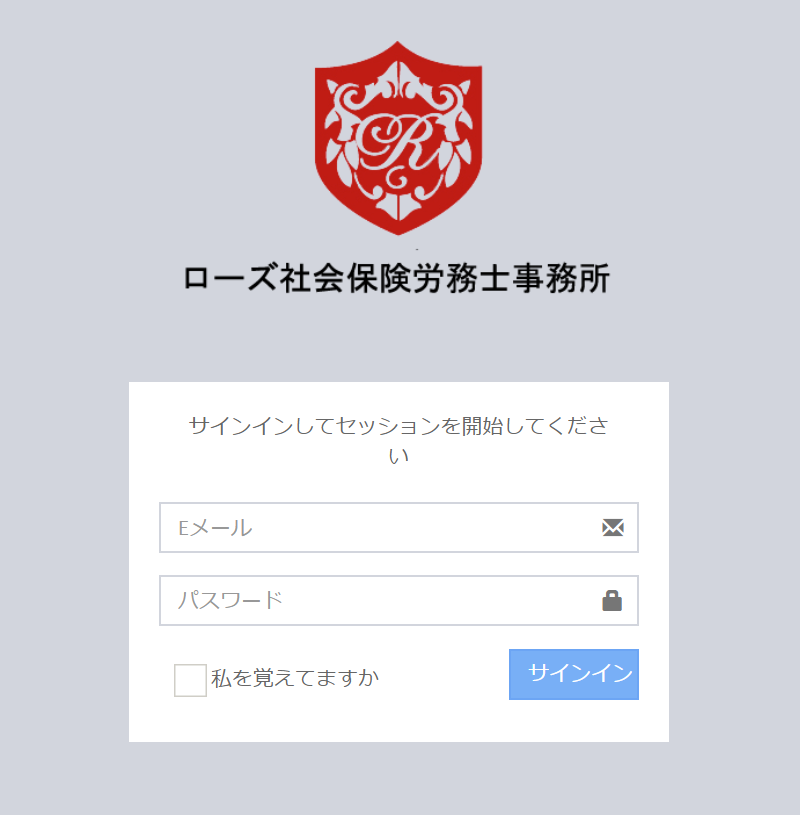 R
ローズ社会保険労務士事務所
サインインしてセッションを開始してくださ
い
Eメール
パスワード
私を覚えてますか
サインイン